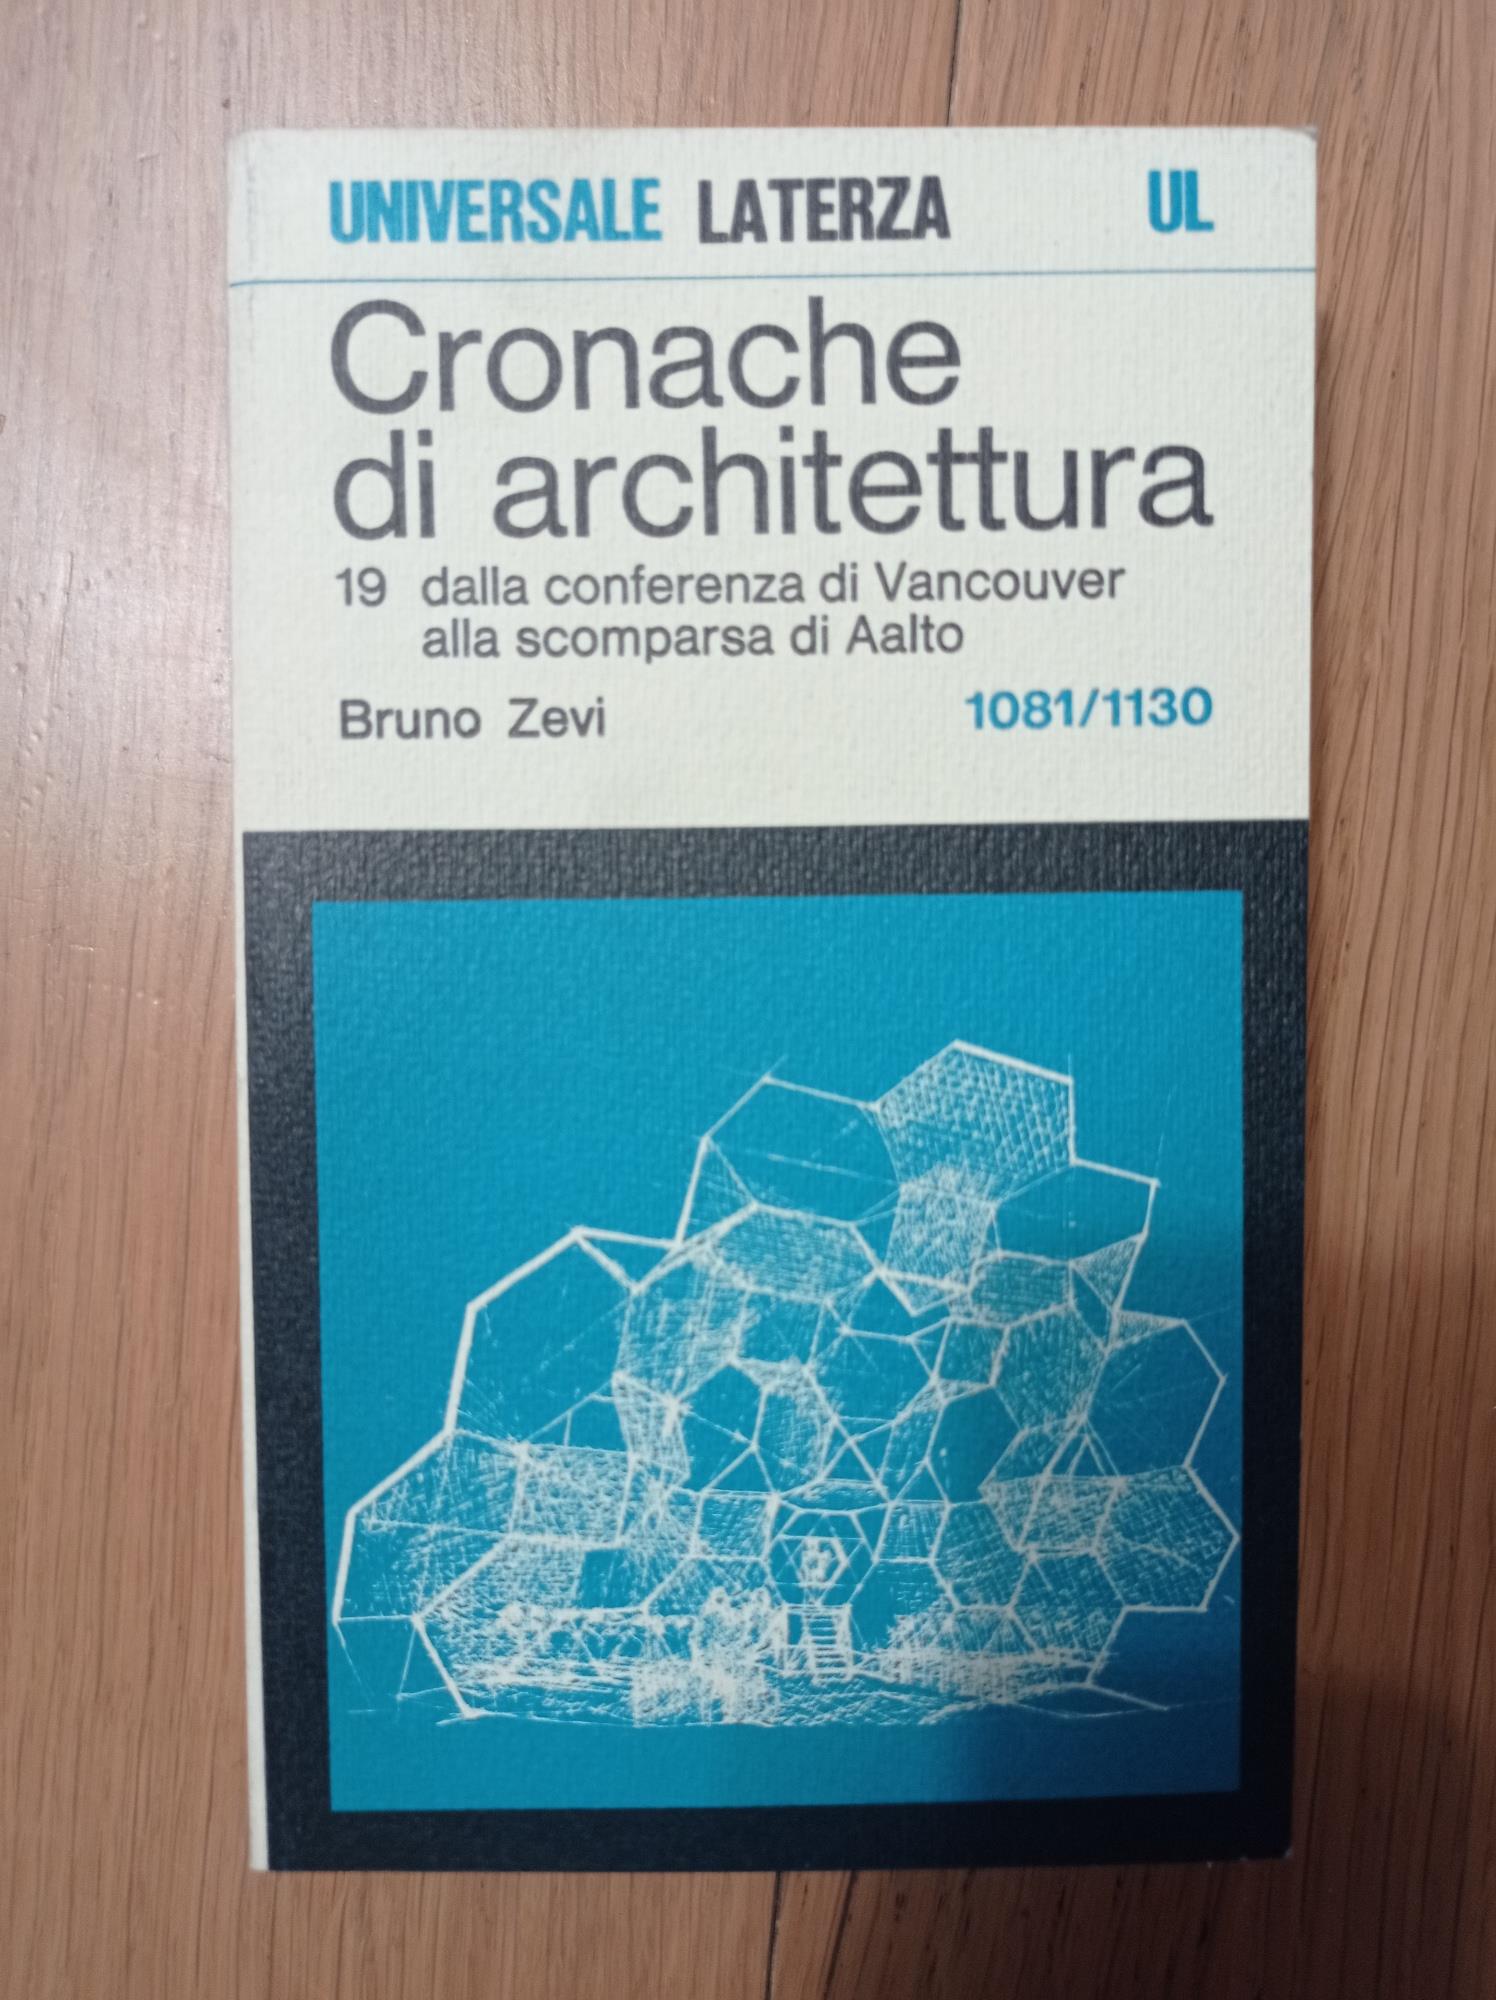 UNIVERSALE LATERZA UL
Cronache
di architettura
19 dalla conferenza di Vancouver
alla scomparsa di Aalto
Bruno Zevi 1081/1130